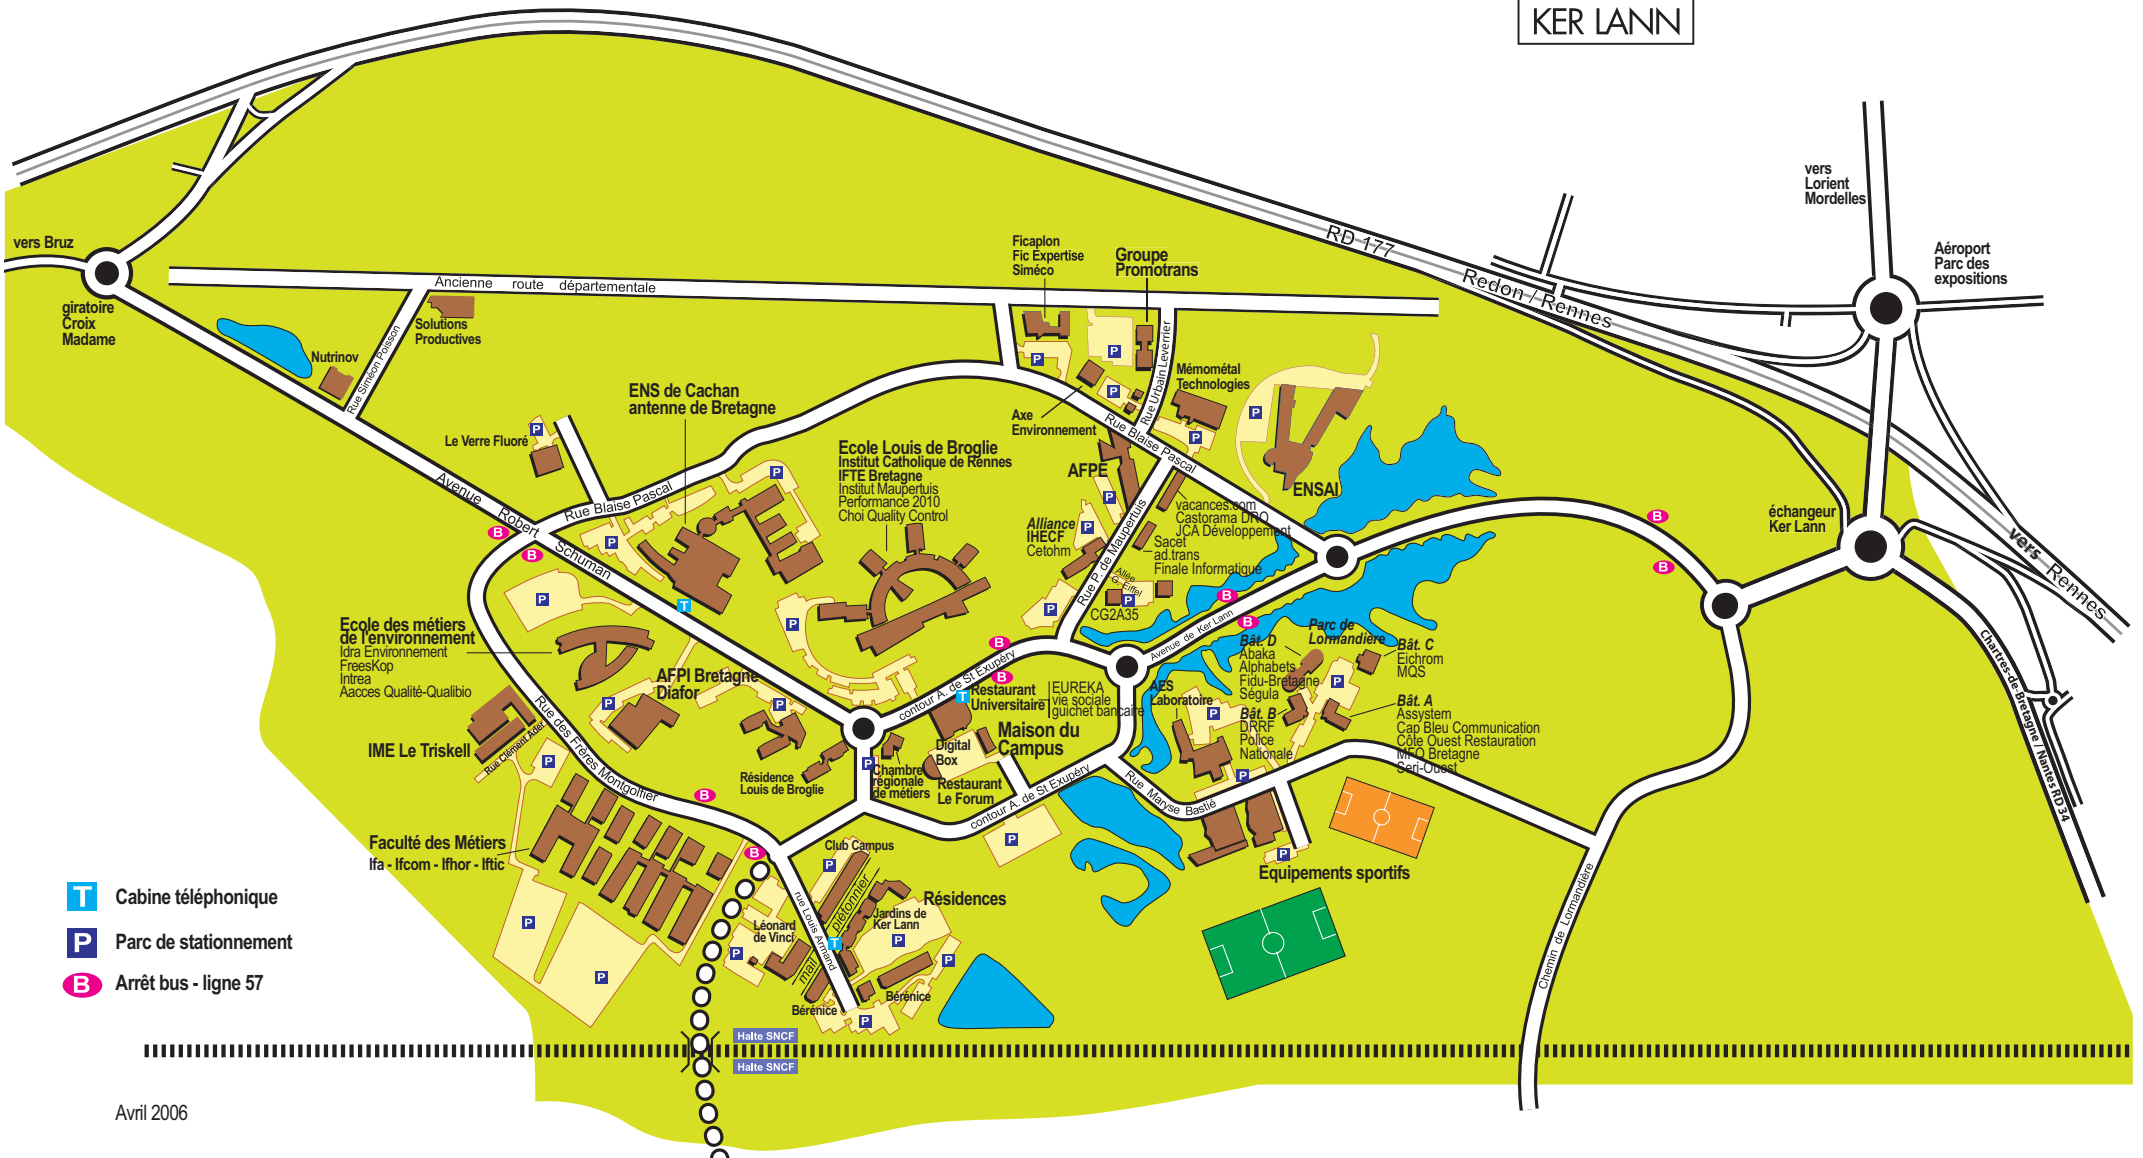 KER LANN
vers
Lorient
Mordelles
Aéroport
Parc des
expositions
RD 177
Redon / Rennes
vers Bruz
giratoire
Croix
Madame
Ancienne route départementale
Ficaplon
Fic Expertise
Siméco
Groupe
Promotrans
Solutions
Productives
Nutrinov
Rue Siméon Poisson
Rue Urbain Leverrier
Mémométal
Technologies
ENS de Cachan
antenne de Bretagne
Axe
Environnement
Rue Blaise Pascal
Le Verre Fluoré
Ecole Louis de Broglie
Institut Catholique de Rennes
IFTE Bretagne
Institut Maupertuis
Performance 2010
Choi Quality Control
AFPE
ENSAI
Avenue Robert Schuman
Rue Blaise Pascal
vacances.com
Castorama DRO
JCA Développement
Sacet
ad.trans
Finale Informatique
Alliance
IHECF
Cetohm
Rue P. de Maupertuis
Allée
G. Eiffel
CG2A35
échangeur
Ker Lann
vers Rennes
Ecole des métiers
de l'environnement
Idra Environnement
FreesKop
Intrea
Aacces Qualité-Qualibio
AFPI Bretagne
Diafor
contour A. de St Exupéry
Avenue de Ker Lann
Restaurant
Universitaire
EUREKA
vie sociale
guichet bancaire
AES
Laboratoire
Bât. D
Abaka
Alphabets
Fidu-Bretagne
Ségula
Bât. B
DRRF
Police
Nationale
Parc de
Lormandière
Bât. C
Eichrom
MQS
Bât. A
Assystem
Cap Bleu Communication
Côte Ouest Restauration
MFO Bretagne
Seri-Ouest
Chartres-de-Bretagne / Nantes RD 34
IME Le Triskell
Rue Clément Ader
Rue des Frères Montgolfier
Résidence
Louis de Broglie
Chambre
régionale
de métiers
Digital
Box
Maison du
Campus
Restaurant
Le Forum
contour A. de St Exupéry
Rue Maryse Bastié
Equipements sportifs
Chemin de Lormandière
Faculté des Métiers
Ifa - Ifcom - Ifhor - Iftic
Club Campus
Résidences
Jardins de
Ker Lann
Léonard
de Vinci
rue Louis Armand
mail piétonnier
Bérénice
Bérénice
T Cabine téléphonique
P Parc de stationnement
B Arrêt bus - ligne 57
Halte SNCF
Halte SNCF
Avril 2006